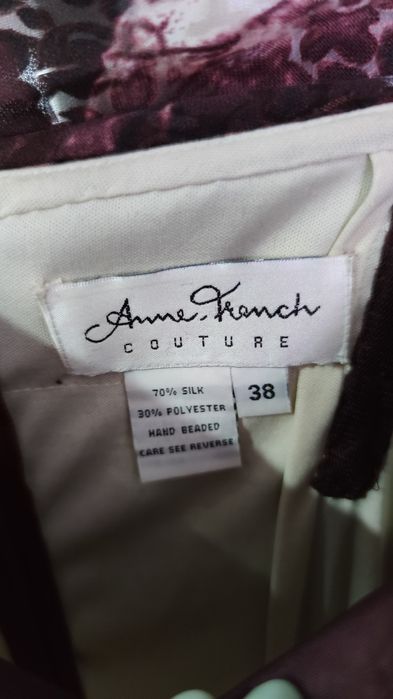 Anne French
COUTURE
70% SILK
30% POLYESTER
HAND BEADED
CARE SEE REVERSE
38